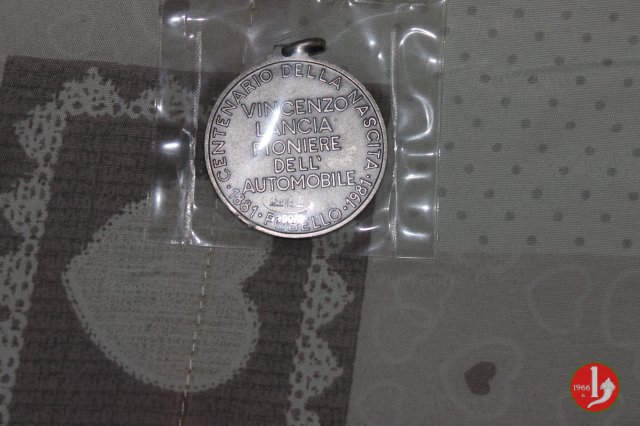 CENTENARIO DELLA NASCITA
VINCENZO
LANCIA
PIONIERE
DELL'
AUTOMOBILE
1881 · FOBELLO · 1981
1966